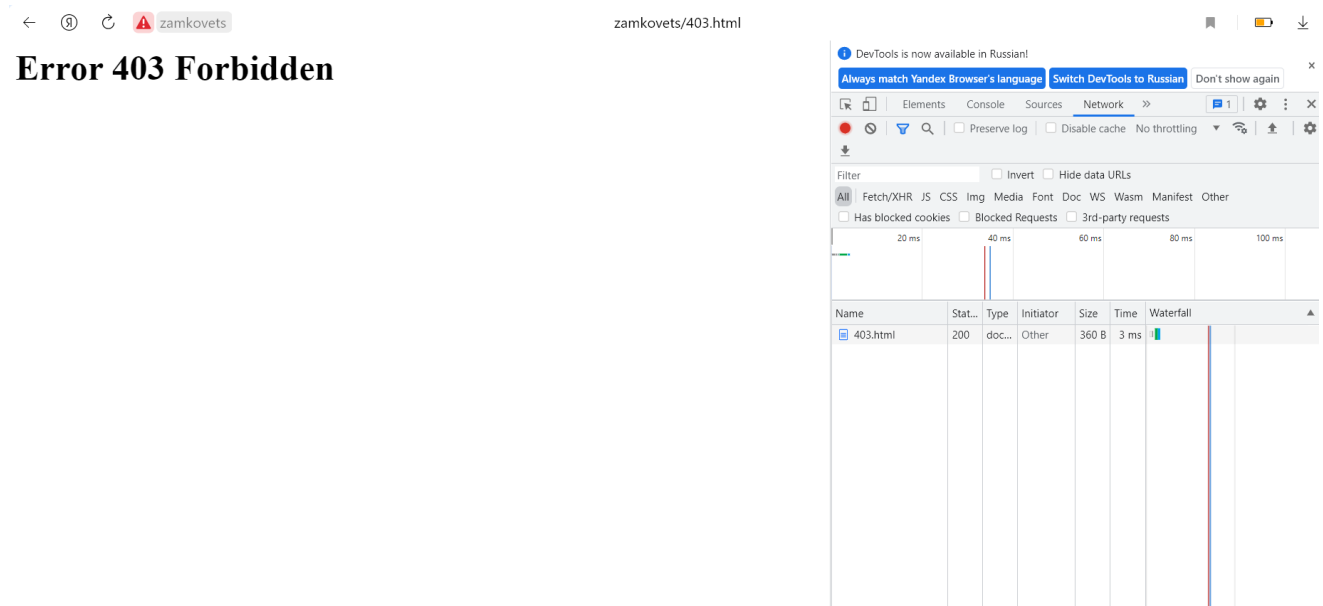 Я zamkovets zamkovets/403.html
Error 403 Forbidden
DevTools is now available in Russian!
Always match Yandex Browser's language Switch DevTools to Russian Don't show again
Elements Console Sources Network 1
Preserve log Disable cache No throttling
Filter Invert Hide data URLs
All Fetch/XHR JS CSS Img Media Font Doc WS Wasm Manifest Other
Has blocked cookies Blocked Requests 3rd-party requests
20 ms 40 ms 60 ms 80 ms 100 ms
Name Stat... Type Initiator Size Time Waterfall
403.html 200 doc... Other 360 B 3 ms